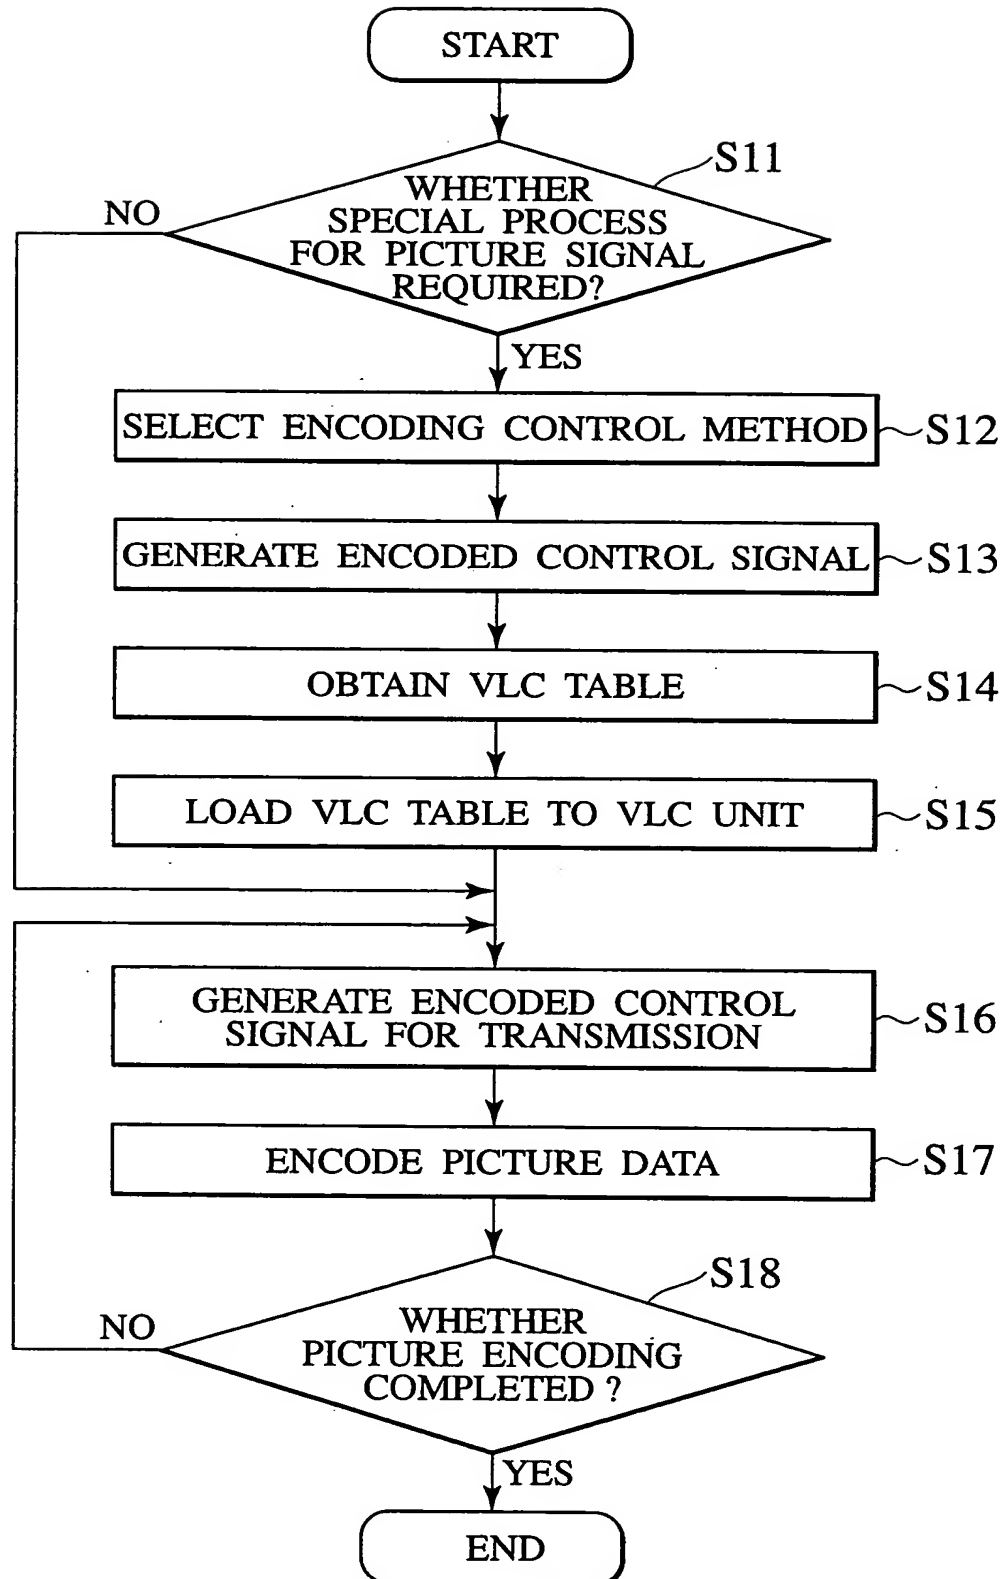 START
S11
WHETHER
SPECIAL PROCESS
FOR PICTURE SIGNAL
REQUIRED?
NO
YES
SELECT ENCODING CONTROL METHOD
S12
GENERATE ENCODED CONTROL SIGNAL
S13
OBTAIN VLC TABLE
S14
LOAD VLC TABLE TO VLC UNIT
S15
GENERATE ENCODED CONTROL
SIGNAL FOR TRANSMISSION
S16
ENCODE PICTURE DATA
S17
S18
WHETHER
PICTURE ENCODING
COMPLETED ?
NO
YES
END